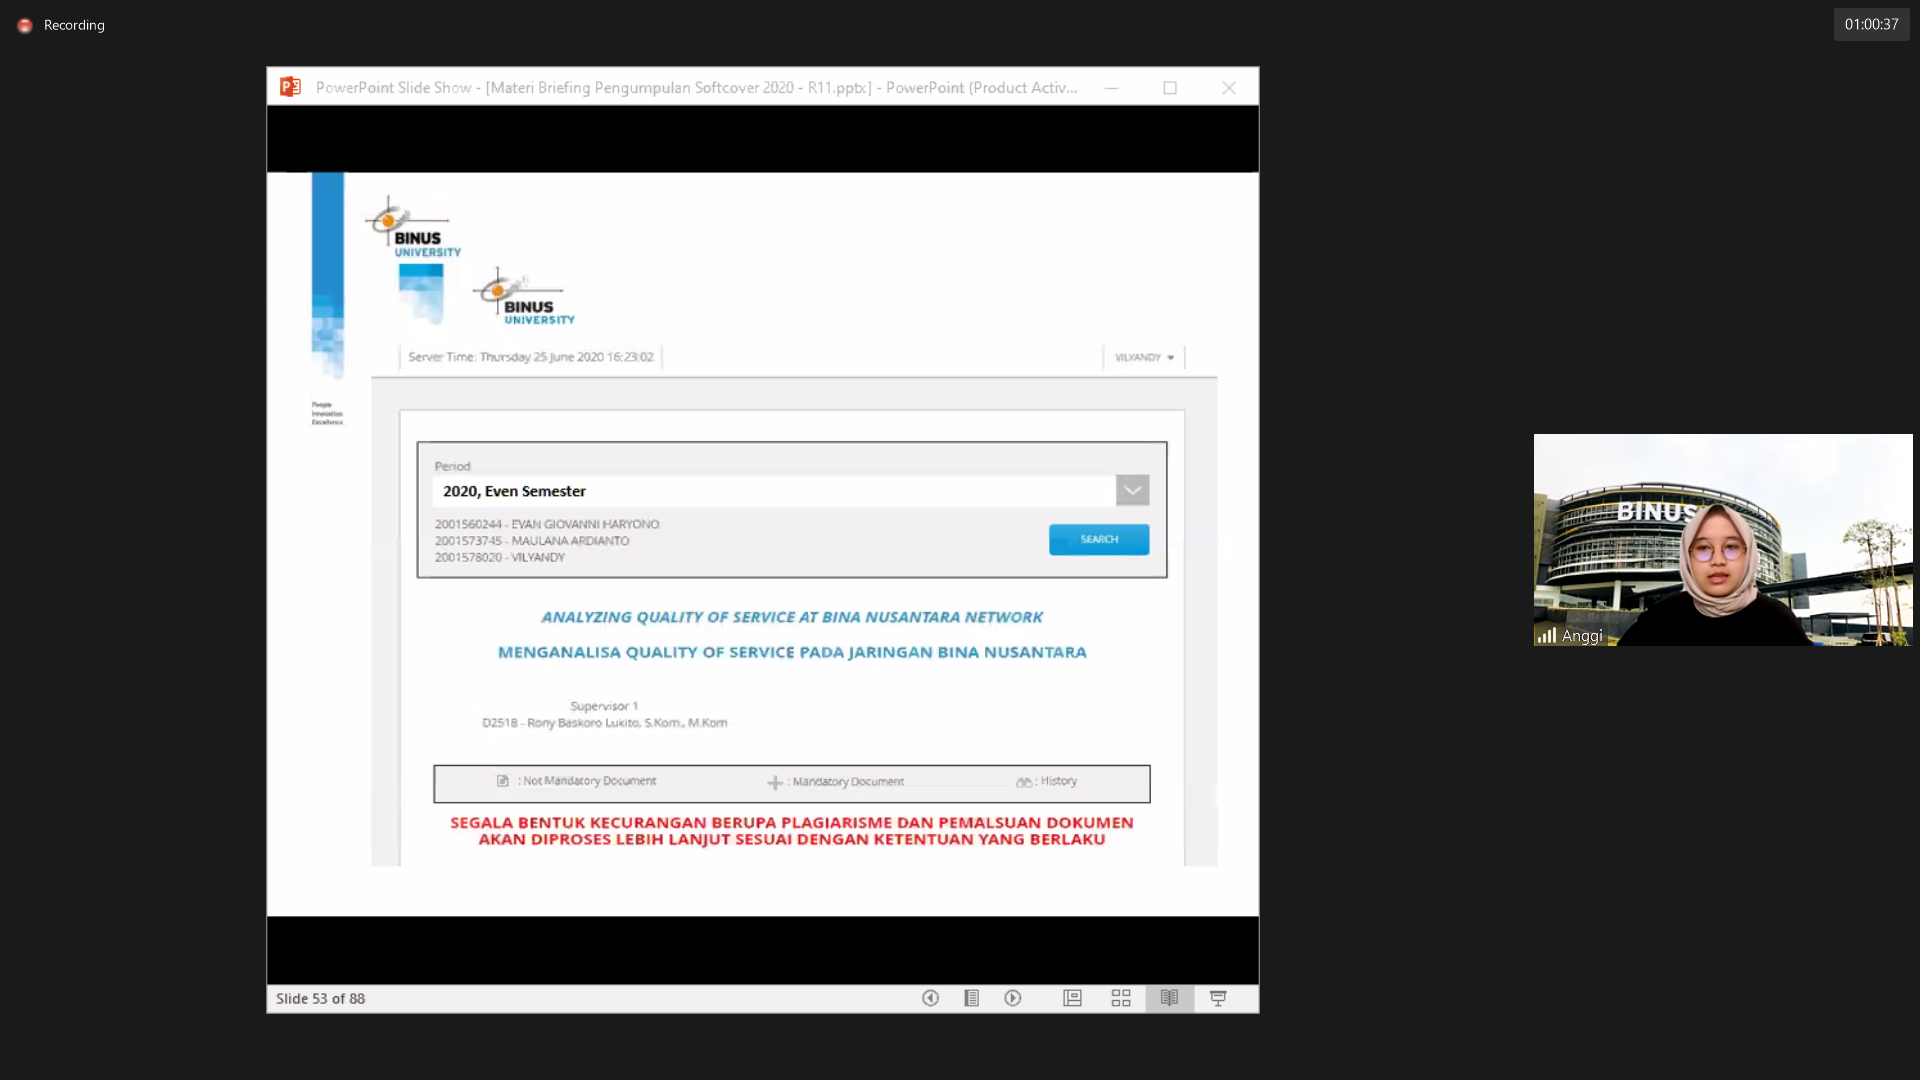 Recording
01:00:37
PowerPoint Slide Show - [Materi Briefing Pengumpulan Softcover 2020 - R11.pptx] - PowerPoint (Product Activ...
BINUS
UNIVERSITY
BINUS
UNIVERSITY
Server Time: Thursday 25 June 2020 16:23:02
VILYANDY
People
Innovation
Excellence
Period
2020, Even Semester
2001560244 - EVAN GIOVANNI HARYONO
2001573745 - MAULANA ARDIANTO
2001578020 - VILYANDY
SEARCH
ANALYZING QUALITY OF SERVICE AT BINA NUSANTARA NETWORK
MENGANALISA QUALITY OF SERVICE PADA JARINGAN BINA NUSANTARA
Supervisor 1
D2518 - Rony Baskoro Lukito, S.Kom., M.Kom
: Not Mandatory Document
: Mandatory Document
: History
SEGALA BENTUK KECURANGAN BERUPA PLAGIARISME DAN PEMALSUAN DOKUMEN
AKAN DIPROSES LEBIH LANJUT SESUAI DENGAN KETENTUAN YANG BERLAKU
Slide 53 of 88
BINUS
Anggi